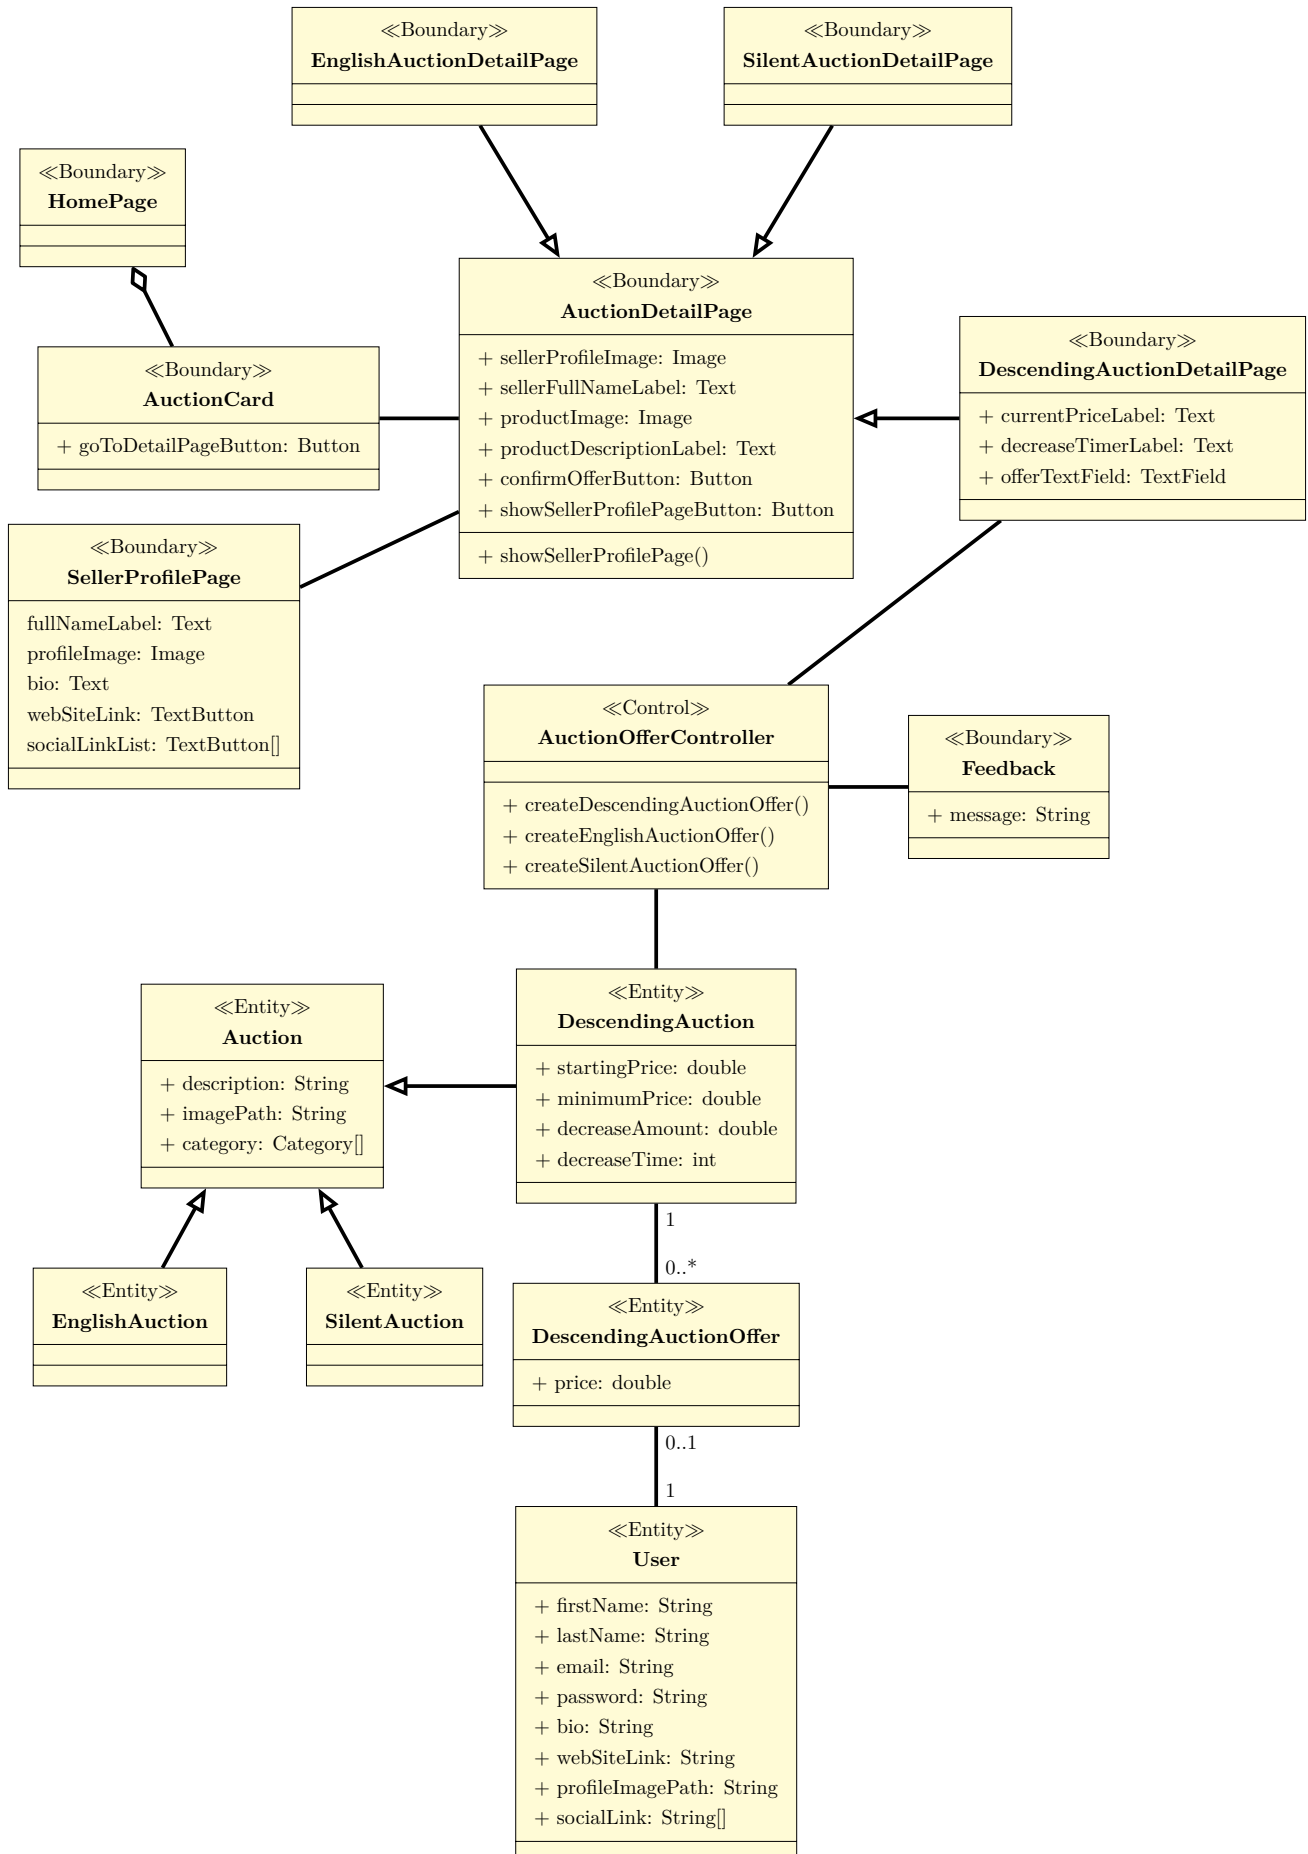 ≪Boundary≫
EnglishAuctionDetailPage
≪Boundary≫
SilentAuctionDetailPage
≪Boundary≫
HomePage
≪Boundary≫
AuctionDetailPage
+ sellerProfileImage: Image
+ sellerFullNameLabel: Text
+ productImage: Image
+ productDescriptionLabel: Text
+ confirmOfferButton: Button
+ showSellerProfilePageButton: Button
+ showSellerProfilePage()
≪Boundary≫
DescendingAuctionDetailPage
+ currentPriceLabel: Text
+ decreaseTimerLabel: Text
+ offerTextField: TextField
≪Boundary≫
AuctionCard
+ goToDetailPageButton: Button
≪Boundary≫
SellerProfilePage
fullNameLabel: Text
profileImage: Image
bio: Text
webSiteLink: TextButton
socialLinkList: TextButton[]
≪Control≫
AuctionOfferController
+ createDescendingAuctionOffer()
+ createEnglishAuctionOffer()
+ createSilentAuctionOffer()
≪Boundary≫
Feedback
+ message: String
≪Entity≫
Auction
+ description: String
+ imagePath: String
+ category: Category[]
≪Entity≫
DescendingAuction
+ startingPrice: double
+ minimumPrice: double
+ decreaseAmount: double
+ decreaseTime: int
1
0..*
≪Entity≫
EnglishAuction
≪Entity≫
SilentAuction
≪Entity≫
DescendingAuctionOffer
+ price: double
0..1
1
≪Entity≫
User
+ firstName: String
+ lastName: String
+ email: String
+ password: String
+ bio: String
+ webSiteLink: String
+ profileImagePath: String
+ socialLink: String[]